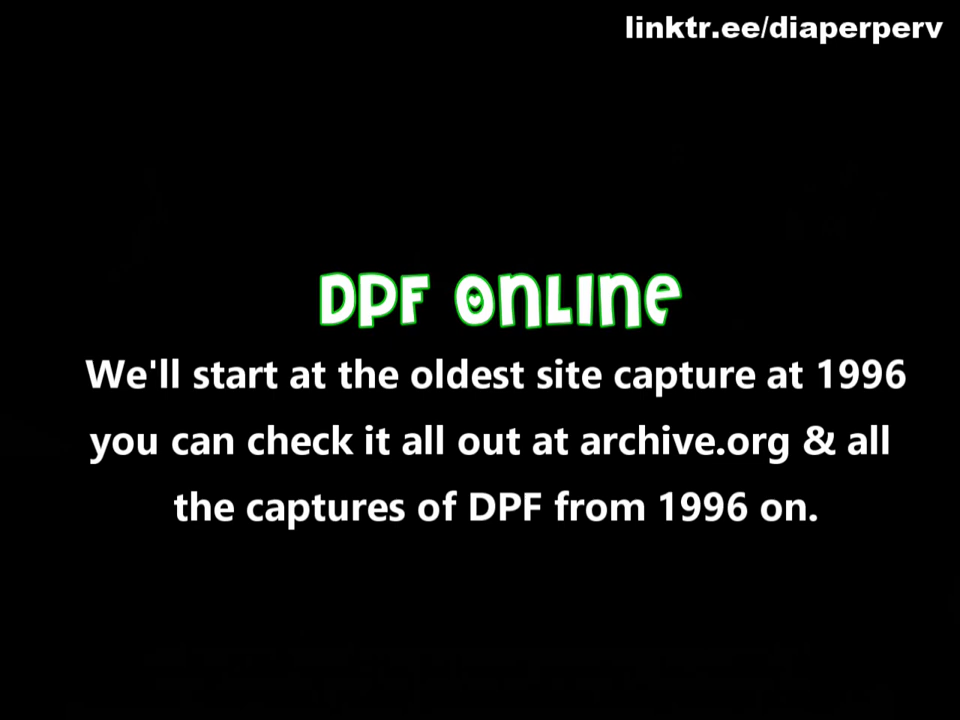 linktr.ee/diaperperv
DPF Online
We'll start at the oldest site capture at 1996
you can check it all out at archive.org & all
the captures of DPF from 1996 on.